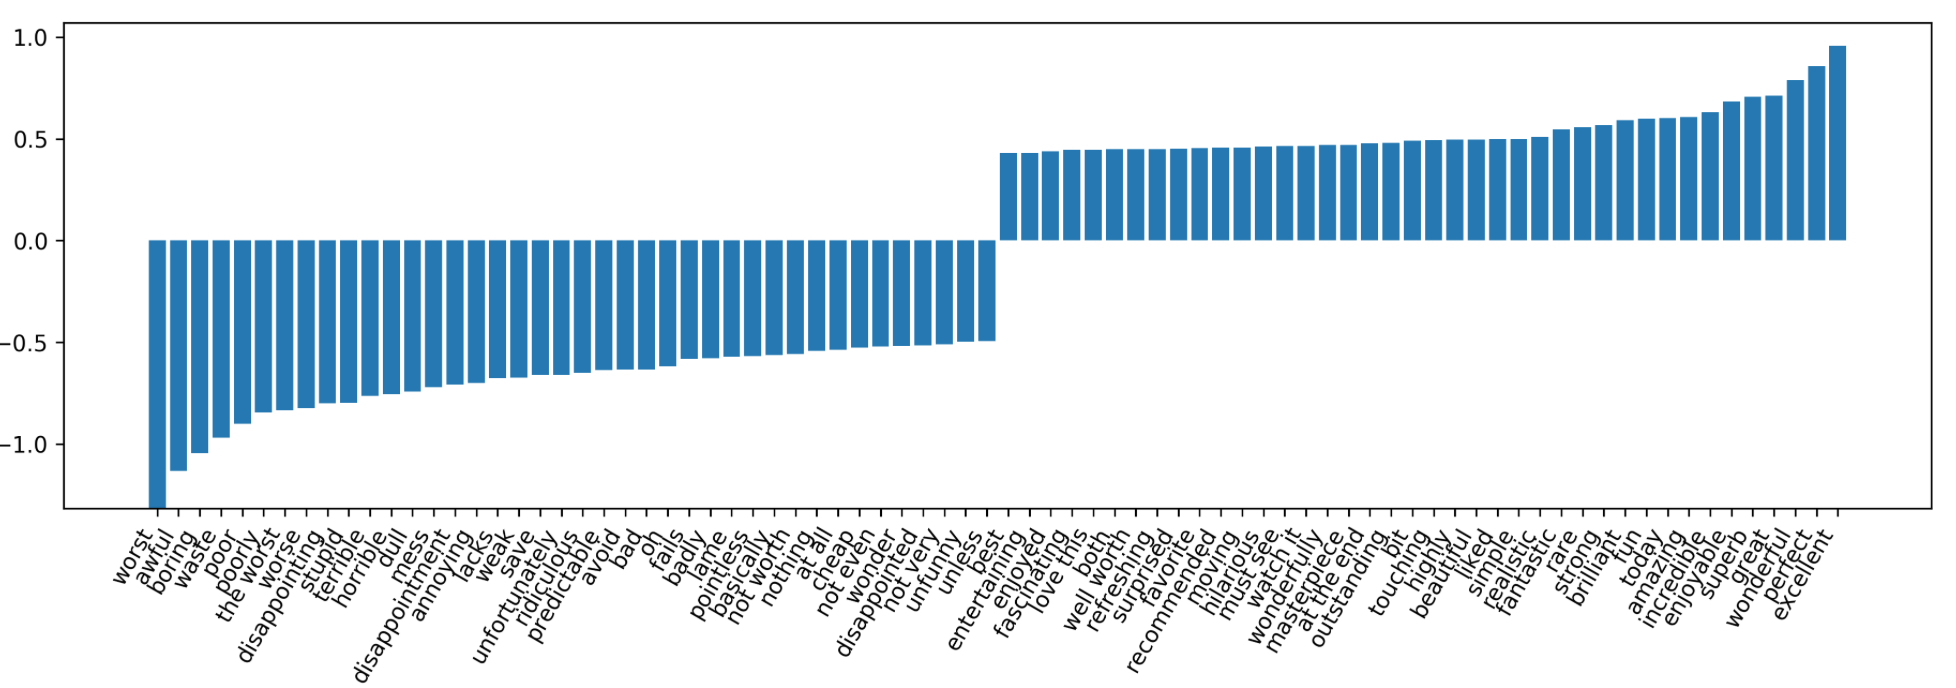 1.0
0.5
0.0
−0.5
−1.0
worst
awful
boring
waste
poor
poorly
the worst
worse
disappointing
stupid
terrible
horrible
dull
mess
disappointment
annoying
lacks
weak
save
unfortunately
ridiculous
predictable
avoid
bad
oh
fails
badly
lame
pointless
basically
not worth
nothing
at all
cheap
not even
wonder
disappointed
not very
unfunny
unless
best
entertaining
enjoyed
fascinating
love this
both
well worth
refreshing
surprised
favorite
recommended
moving
hilarious
must see
watch it
wonderfully
masterpiece
at the end
outstanding
bit
touching
highly
beautiful
liked
simple
realistic
fantastic
rare
strong
brilliant
fun
today
amazing
incredible
enjoyable
superb
great
wonderful
perfect
excellent